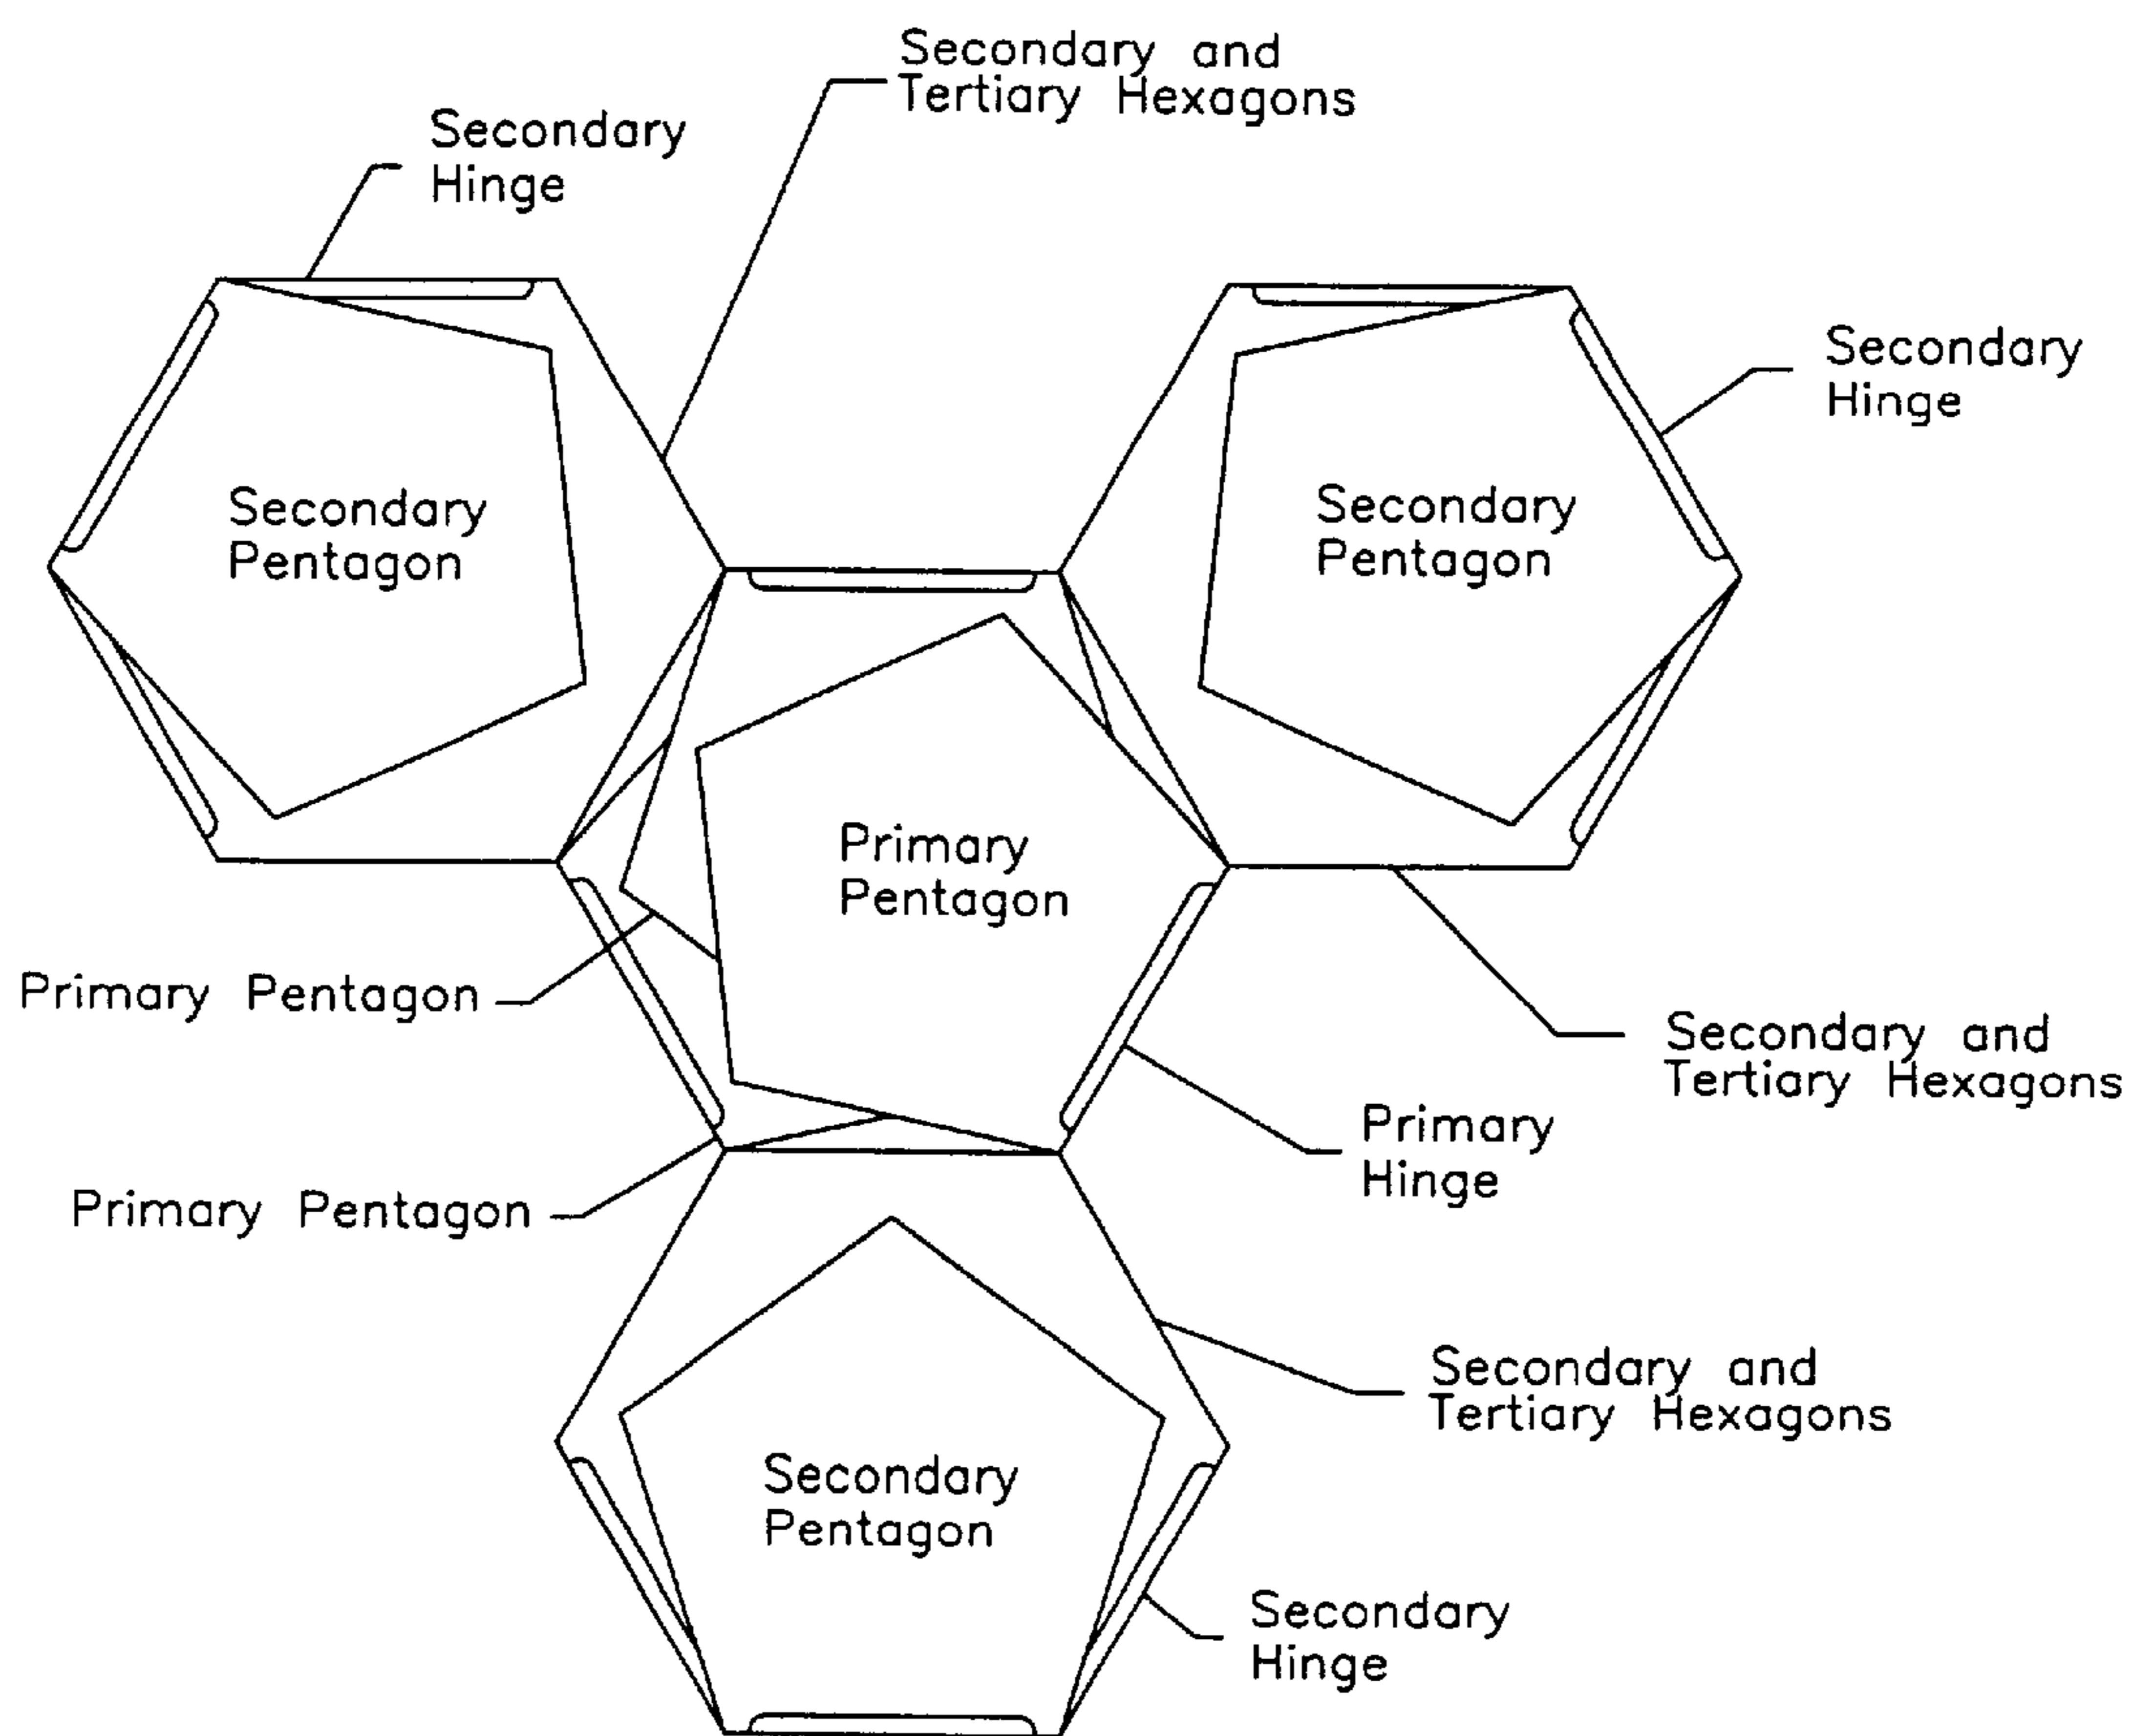 Secondary and
Tertiary Hexagons
Secondary
Hinge
Secondary
Hinge
Secondary
Pentagon
Secondary
Pentagon
Primary
Pentagon
Primary Pentagon
Secondary and
Tertiary Hexagons
Primary
Hinge
Primary Pentagon
Secondary and
Tertiary Hexagons
Secondary
Pentagon
Secondary
Hinge